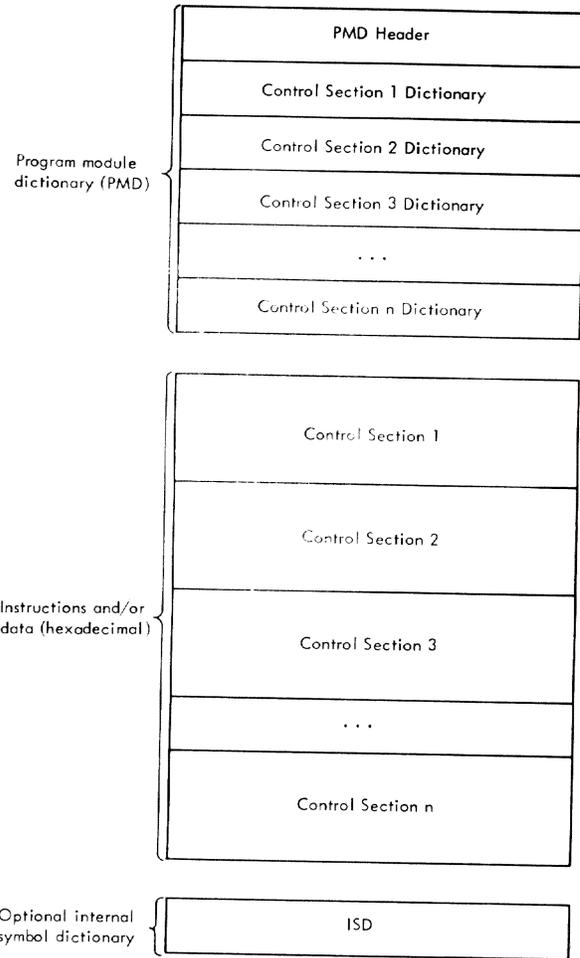 PMD Header
Control Section 1 Dictionary
Control Section 2 Dictionary
Program module
dictionary (PMD)
Control Section 3 Dictionary
. . .
Control Section n Dictionary
Control Section 1
Control Section 2
Instructions and/or
data (hexadecimal)
Control Section 3
. . .
Control Section n
Optional internal
symbol dictionary
ISD